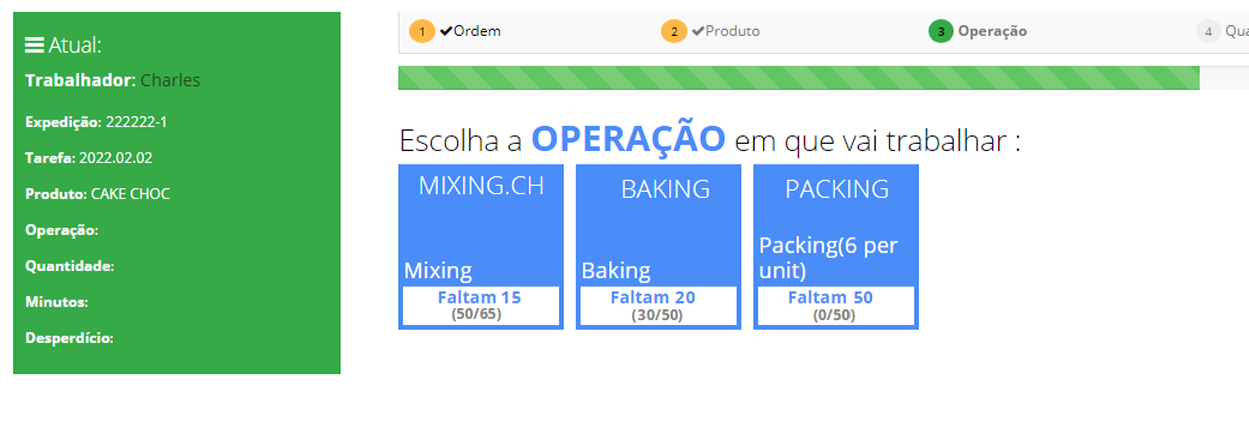 Atual:
Trabalhador: Charles
Expedição: 222222-1
Tarefa: 2022.02.02
Produto: CAKE CHOC
Operação:
Quantidade:
Minutos:
Desperdício:
1 Ordem
2 Produto
3 Operação
4 Qua
Escolha a OPERAÇÃO em que vai trabalhar :
MIXING.CH
Mixing
Faltam 15
(50/65)
BAKING
Baking
Faltam 20
(30/50)
PACKING
Packing(6 per
unit)
Faltam 50
(0/50)